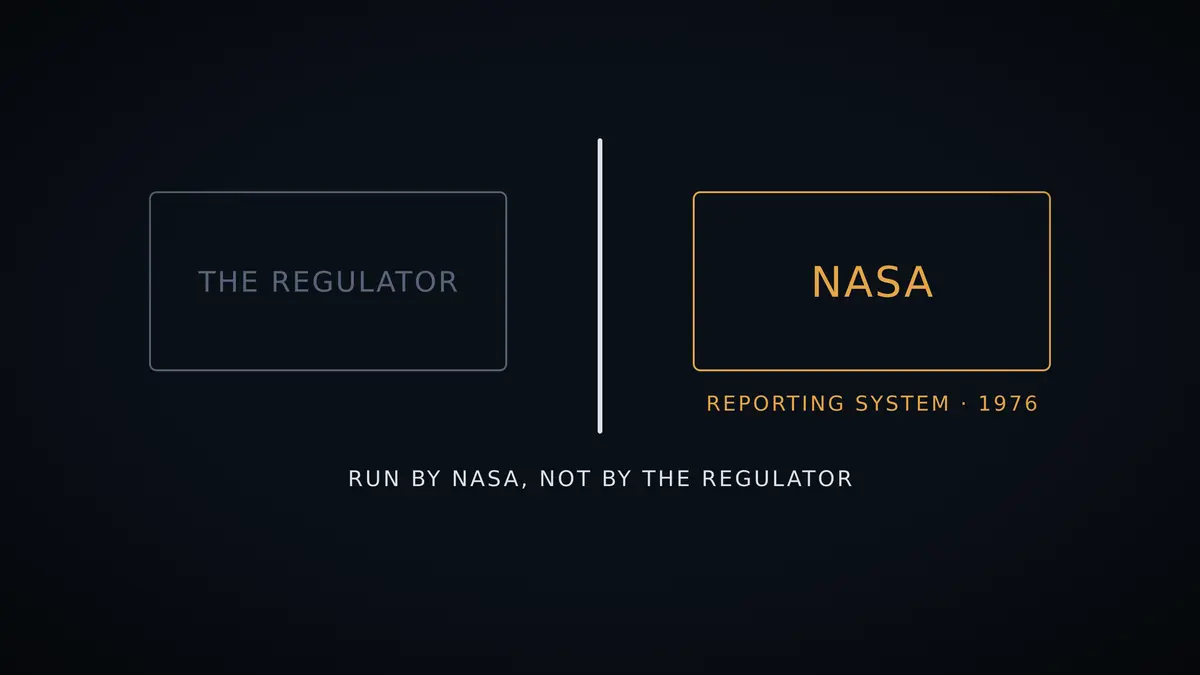 THE REGULATOR
NASA
REPORTING SYSTEM · 1976
RUN BY NASA, NOT BY THE REGULATOR